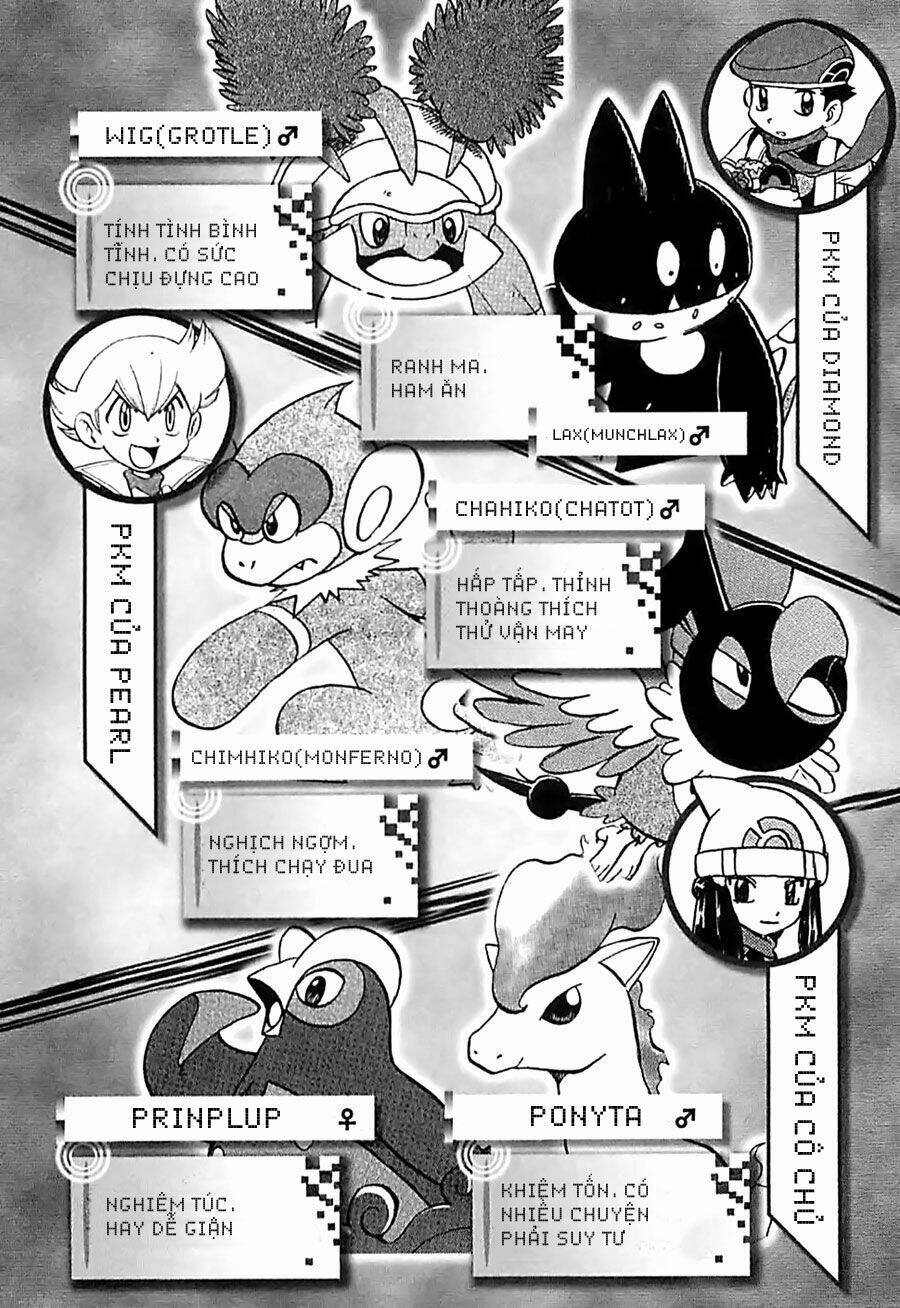 WIG(GROTLE)♂
TÍNH TÌNH BÌNH
TĨNH. CÓ SỨC
CHỊU ĐỰNG CAO
PKM CỦA DIAMOND
RANH MA.
HAM ĂN
LAX(MUNCHLAX)♂
PKM CỦA PEARL
CHAHIKO(CHATOT)♂
HẤP TẤP. THỈNH
THOÀNG THÍCH
THỬ VẬN MAY
CHIMHIKO(MONFERNO)♂
NGHỊCH NGỢM.
THÍCH CHẠY ĐUA
PKM CỦA CÔ CHỦ
PRINPLUP ♀
NGHIÊM TÚC.
HAY DỄ GIẬN
PONYTA ♂
KHIÊM TỐN. CÓ
NHIỀU CHUYỆN
PHẢI SUY TƯ